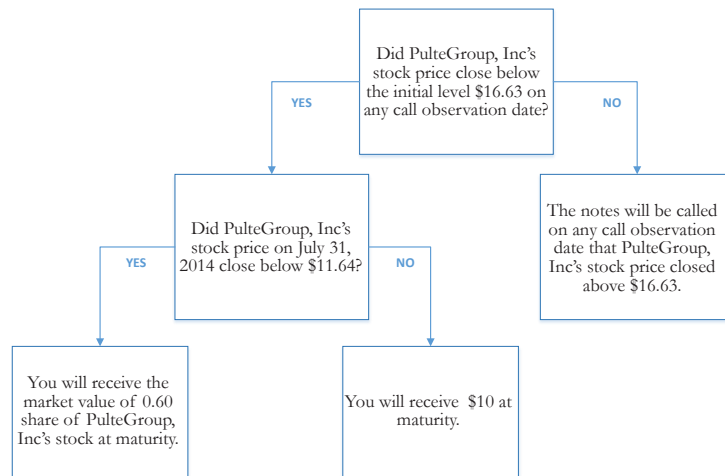 Did PulteGroup, Inc's
stock price close below
the initial level $16.63 on
any call observation date?
YES
NO
Did PulteGroup, Inc's
stock price on July 31,
2014 close below $11.64?
The notes will be called
on any call observation
date that PulteGroup,
Inc's stock price closed
above $16.63.
YES
NO
You will receive the
market value of 0.60
share of PulteGroup,
Inc's stock at maturity.
You will receive $10 at
maturity.